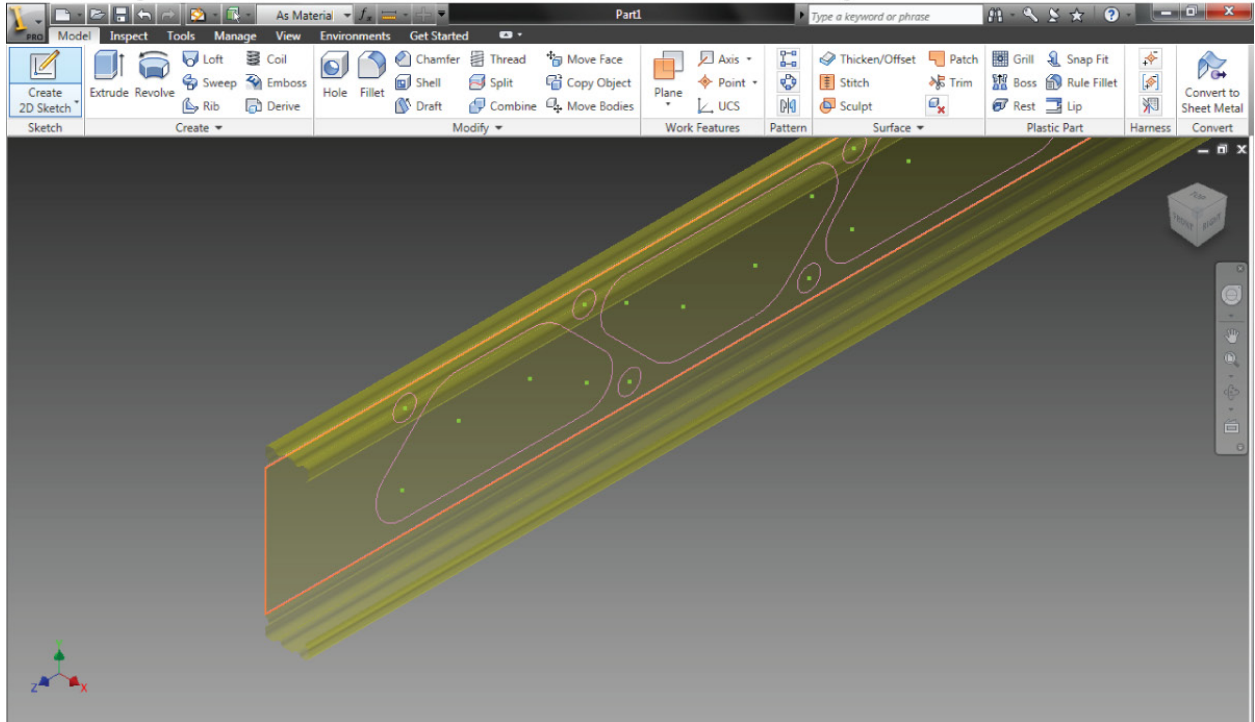 As Material
Part1
Type a keyword or phrase
PRO
Model Inspect Tools Manage View Environments Get Started
Create
2D Sketch
Extrude
Revolve
Loft
Sweep
Rib
Coil
Emboss
Derive
Hole
Fillet
Chamfer
Shell
Draft
Thread
Split
Combine
Move Face
Copy Object
Move Bodies
Plane
Axis
Point
UCS
Thicken/Offset
Stitch
Sculpt
Patch
Trim
Grill
Boss
Rest
Snap Fit
Rule Fillet
Lip
Convert to
Sheet Metal
Sketch
Create
Modify
Work Features
Pattern
Surface
Plastic Part
Harness
Convert
TOP
FRONT
RIGHT
Y
Z
X